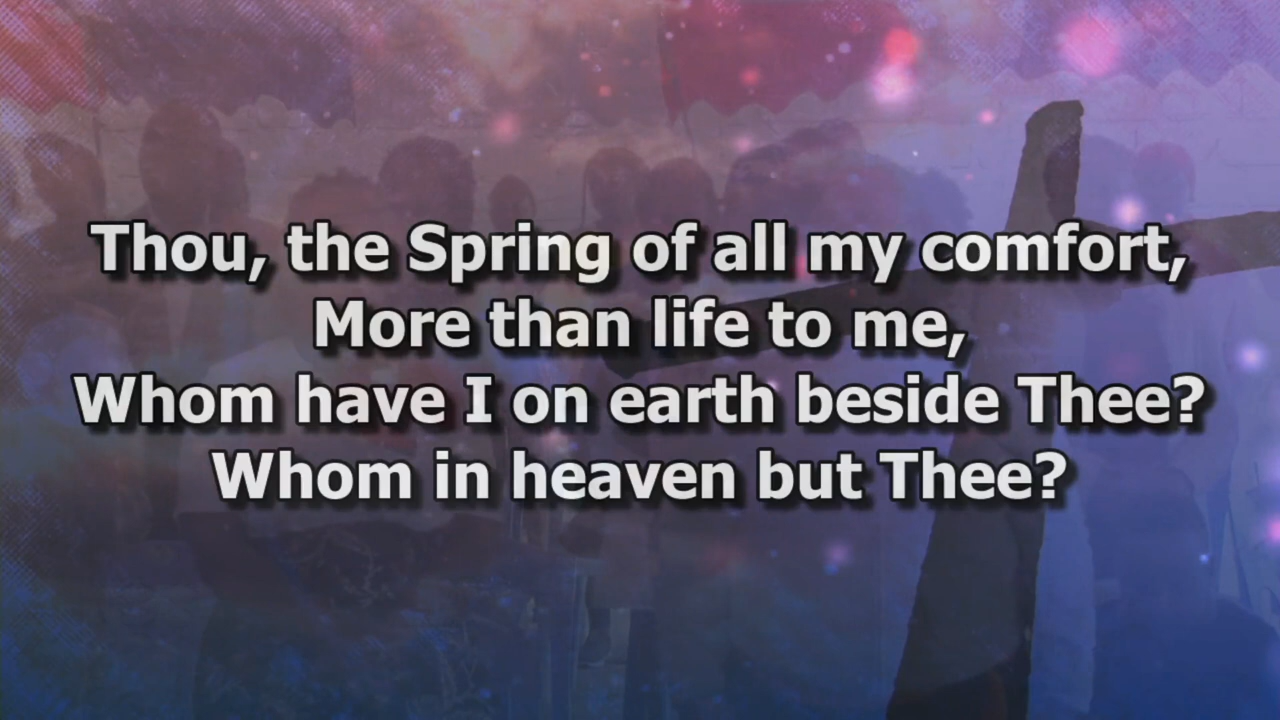 Thou, the Spring of all my comfort,
More than life to me,
Whom have I on earth beside Thee?
Whom in heaven but Thee?